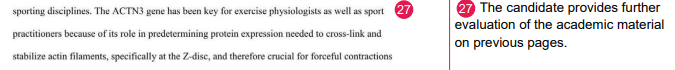 sporting disciplines. The ACTN3 gene has been key for exercise physiologists as well as sport
practitioners because of its role in predetermining protein expression needed to cross-link and
stabilize actin filaments, specifically at the Z-disc, and therefore crucial for forceful contractions
27
27 The candidate provides further
evaluation of the academic material
on previous pages.